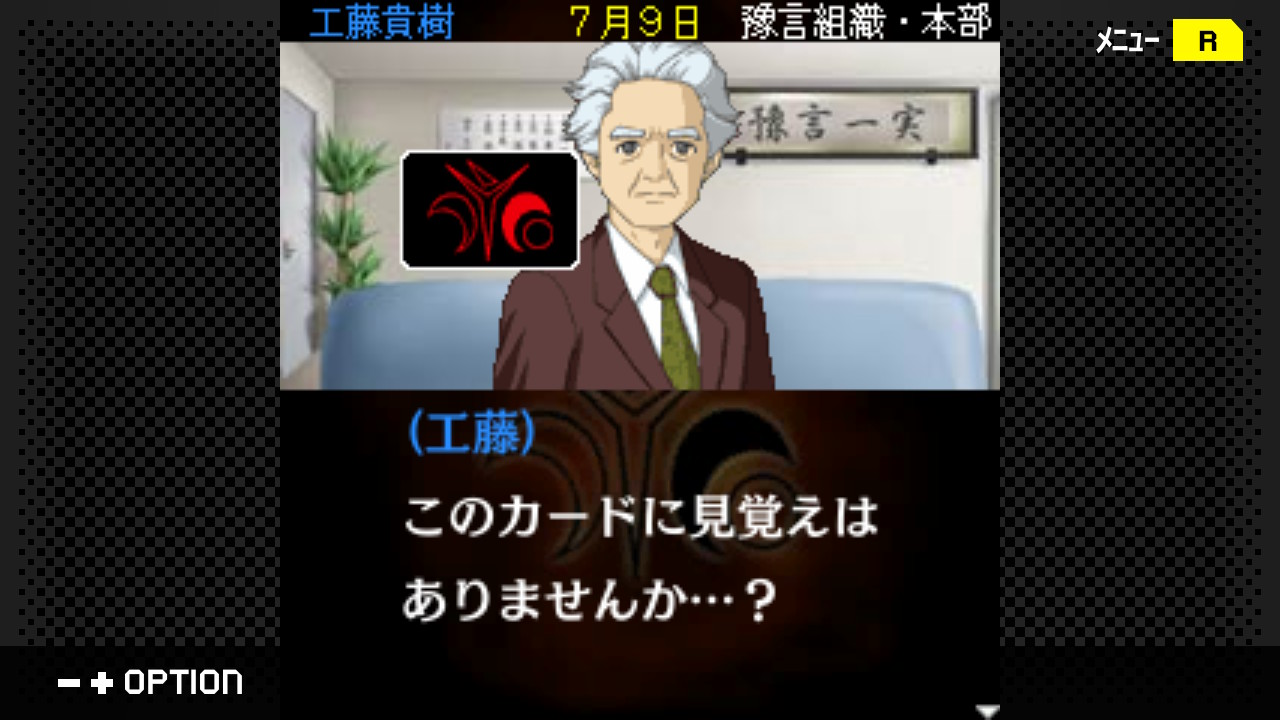 工藤貴樹 7月9日 豫言組織・本部
メニュー R
豫言一実
(工藤)
このカードに見覚えは
ありませんか…?
OPTION